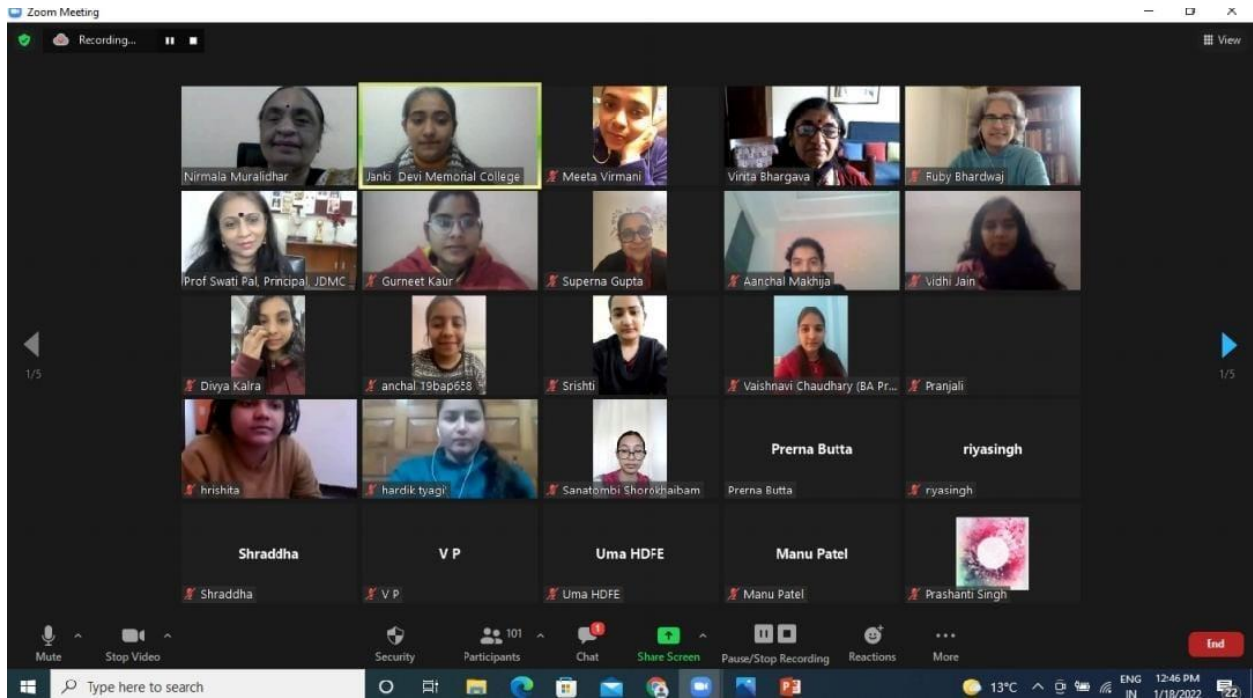 Zoom Meeting
Recording...
View
Nirmala Muralidhar
Janki Devi Memorial College
Meeta Virmani
Vinita Bhargava
Ruby Bhardwaj
Prof Swati Pal, Principal, JDMC
Gurneet Kaur
Superna Gupta
Aanchal Makhija
Vidhi Jain
1/5
1/5
Divya Kalra
anchal 19bap658
Srishti
Vaishnavi Chaudhary (BA Pr...
Pranjali
Prerna Butta
riyasingh
hrishita
hardik tyagi
Sanatombi Shorokhaibam
Prerna Butta
riyasingh
Shraddha
V P
Uma HDFE
Manu Patel
Shraddha
V P
Uma HDFE
Manu Patel
Prashanti Singh
101
1
Mute
Stop Video
Security
Participants
Chat
Share Screen
Pause/Stop Recording
Reactions
More
End
Type here to search
13°C
ENG
IN
12:46 PM
1/18/2022
22